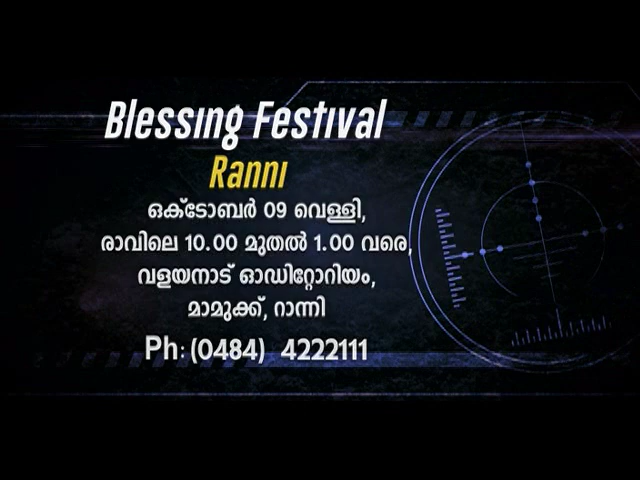 Blessing Festival
Ranni
ഒക്ടോബർ 09 വെള്ളി,
രാവിലെ 10.00 മുതൽ 1.00 വരെ,
വളയനാട് ഓഡിറ്റോറിയം,
മാമുക്ക്, റാന്നി
Ph: (0484) 4222111